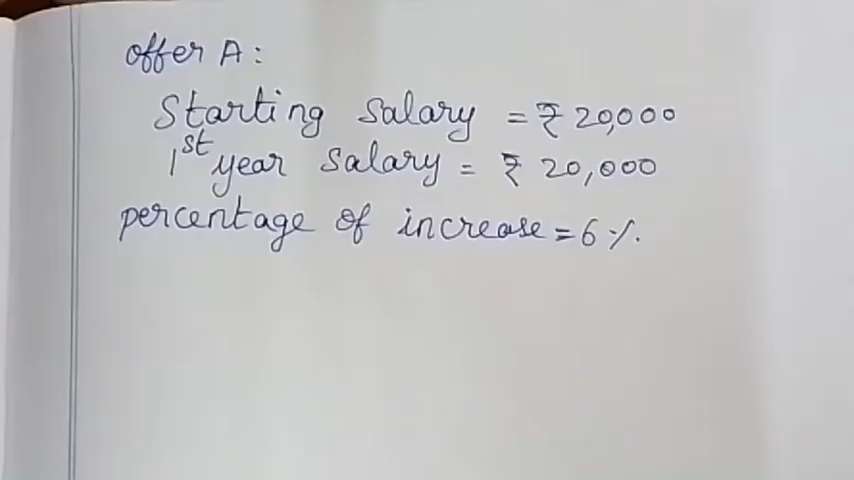 offer A:
Starting salary = ₹ 20,000
1st year salary = ₹ 20,000
percentage of increase = 6%.